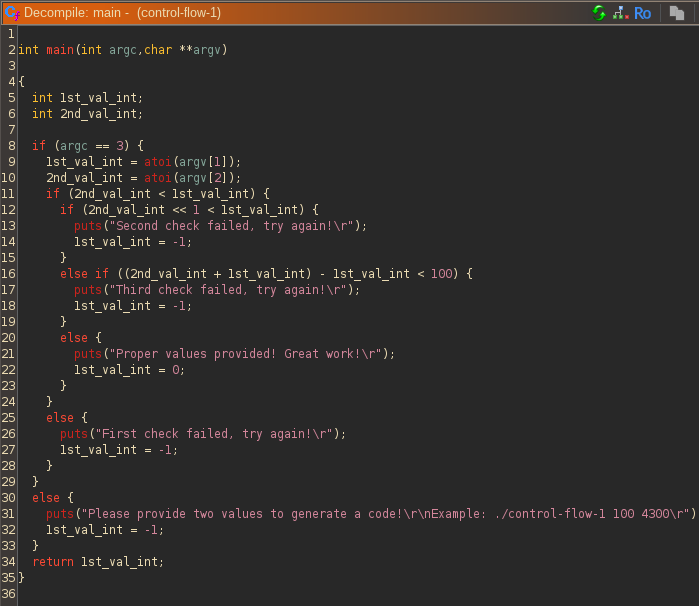 Decompile: main - (control-flow-1)
Ro
1
2 int main(int argc,char **argv)
3
4 {
5 int 1st_val_int;
6 int 2nd_val_int;
7
8 if (argc == 3) {
9 1st_val_int = atoi(argv[1]);
10 2nd_val_int = atoi(argv[2]);
11 if (2nd_val_int < 1st_val_int) {
12 if (2nd_val_int << 1 < 1st_val_int) {
13 puts("Second check failed, try again!\r");
14 1st_val_int = -1;
15 }
16 else if ((2nd_val_int + 1st_val_int) - 1st_val_int < 100) {
17 puts("Third check failed, try again!\r");
18 1st_val_int = -1;
19 }
20 else {
21 puts("Proper values provided! Great work!\r");
22 1st_val_int = 0;
23 }
24 }
25 else {
26 puts("First check failed, try again!\r");
27 1st_val_int = -1;
28 }
29 }
30 else {
31 puts("Please provide two values to generate a code!\r\nExample: ./control-flow-1 100 4300\r")
32 1st_val_int = -1;
33 }
34 return 1st_val_int;
35 }
36